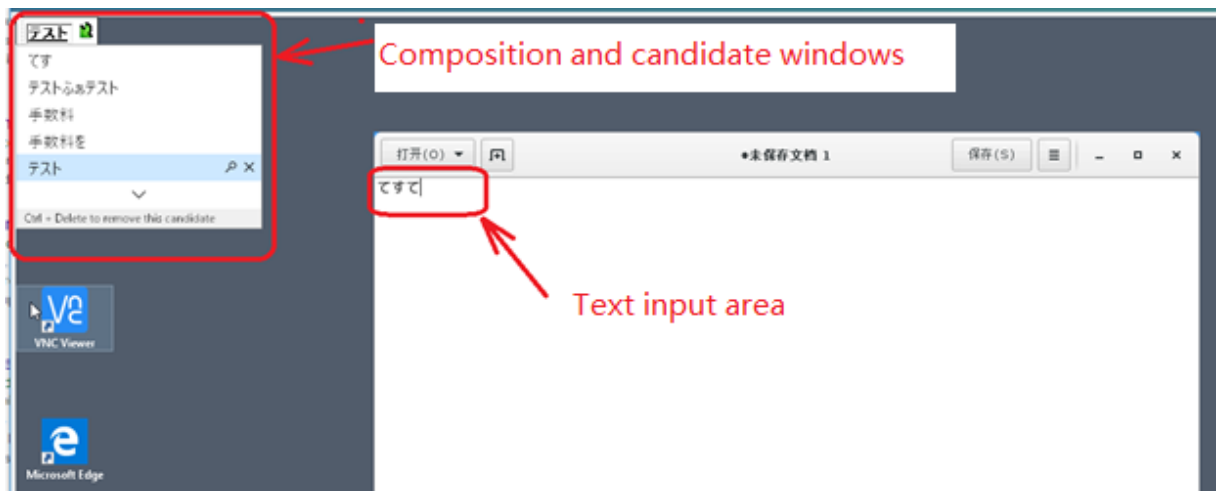 テスト
てす
テストふぁテスト
手数料
手数料を
テスト
Ctrl + Delete to remove this candidate
Composition and candidate windows
打开(O)
•未保存文档 1
保存(S)
てすて
Text input area
VNC Viewer
Microsoft Edge